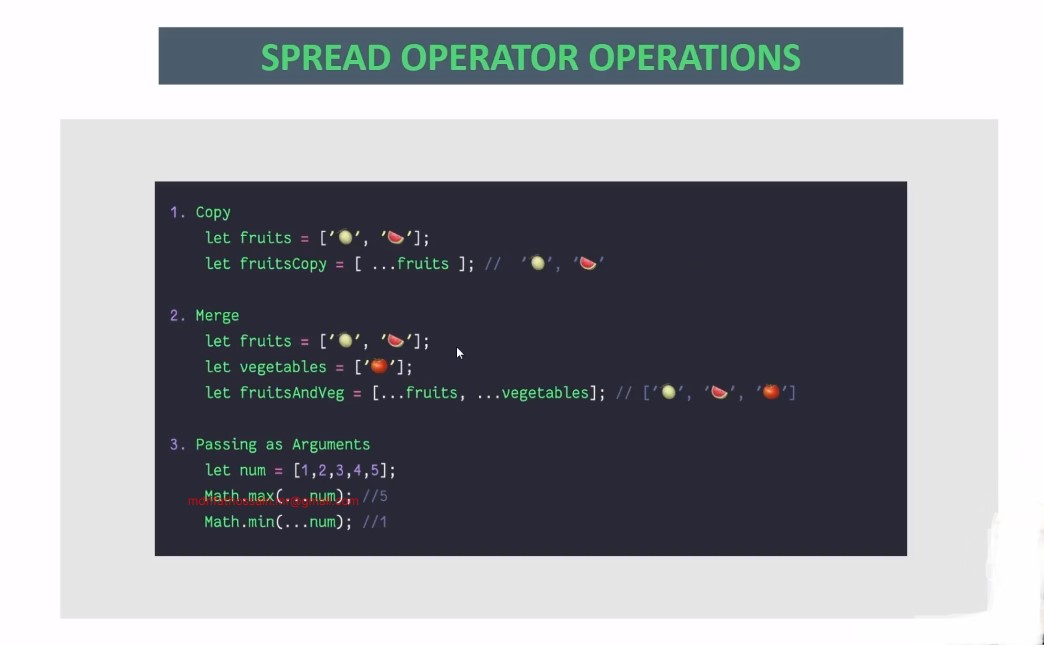 SPREAD OPERATOR OPERATIONS
1. Copy
let fruits = ['🍈', '🍉'];
let fruitsCopy = [ ...fruits ]; // '🍈', '🍉'
2. Merge
let fruits = ['🍈', '🍉'];
let vegetables = ['🍅'];
let fruitsAndVeg = [...fruits, ...vegetables]; // ['🍈', '🍉', '🍅']
3. Passing as Arguments
let num = [1,2,3,4,5];
Math.max(...num); //5
Math.min(...num); //1